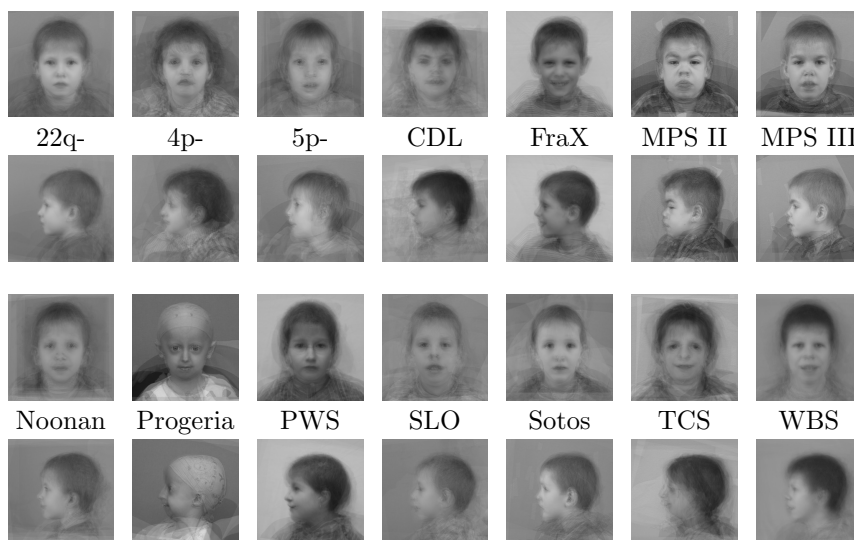 22q- 4p- 5p- CDL FraX MPS II MPS III
Noonan Progeria PWS SLO Sotos TCS WBS